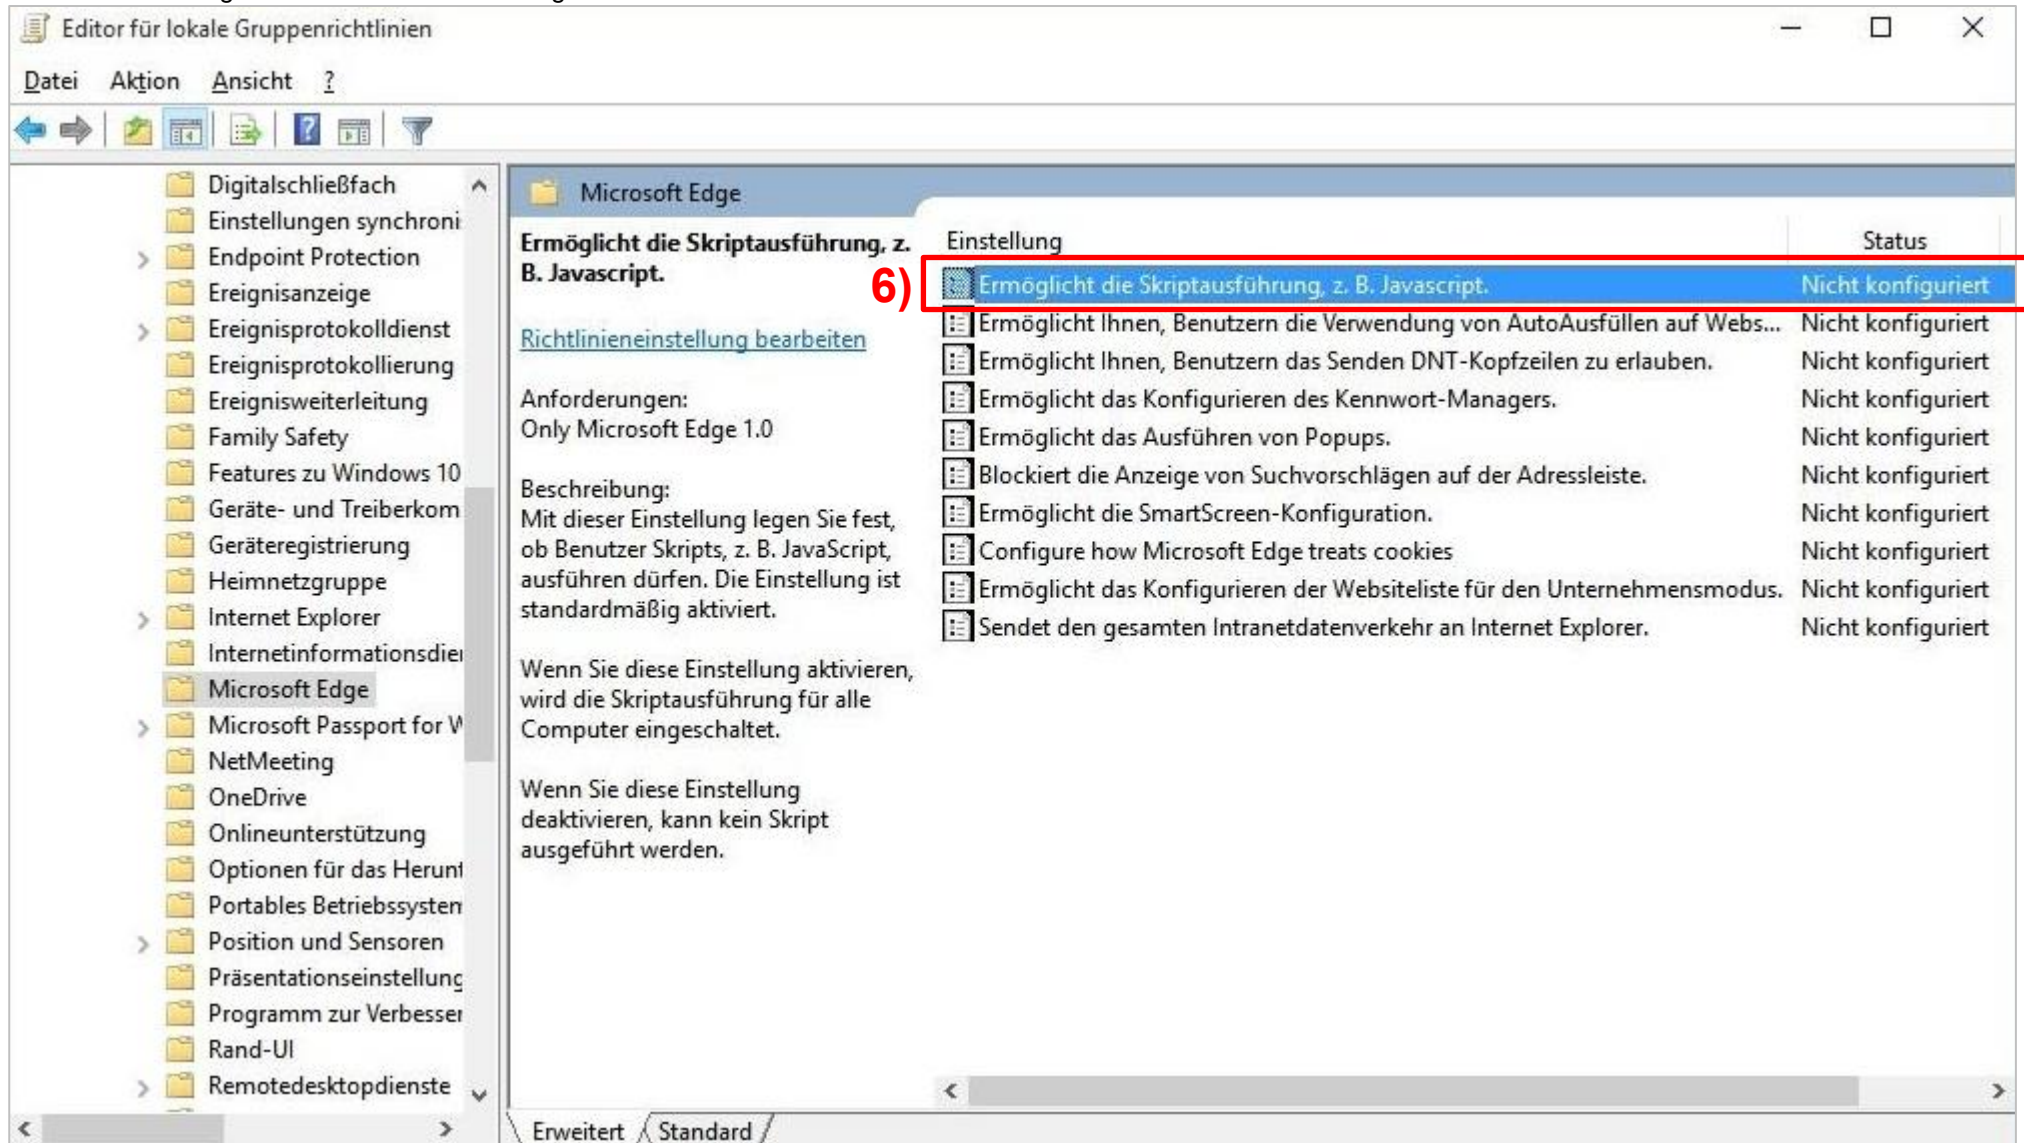 Editor für lokale Gruppenrichtlinien
Datei Aktion Ansicht ?
Digitalschließfach
Einstellungen synchroni
Endpoint Protection
Ereignisanzeige
Ereignisprotokolldienst
Ereignisprotokollierung
Ereignisweiterleitung
Family Safety
Features zu Windows 10
Geräte- und Treiberkom
Geräteregistrierung
Heimnetzgruppe
Internet Explorer
Internetinformationsdie
Microsoft Edge
Microsoft Passport for W
NetMeeting
OneDrive
Onlineunterstützung
Optionen für das Herunt
Portables Betriebssystem
Position und Sensoren
Präsentationseinstellung
Programm zur Verbesser
Rand-UI
Remotedesktopdienste
Microsoft Edge
Ermöglicht die Skriptausführung, z.
B. Javascript.
Richtlinieneinstellung bearbeiten
Anforderungen:
Only Microsoft Edge 1.0
Beschreibung:
Mit dieser Einstellung legen Sie fest,
ob Benutzer Skripts, z. B. JavaScript,
ausführen dürfen. Die Einstellung ist
standardmäßig aktiviert.
Wenn Sie diese Einstellung aktivieren,
wird die Skriptausführung für alle
Computer eingeschaltet.
Wenn Sie diese Einstellung
deaktivieren, kann kein Skript
ausgeführt werden.
Einstellung Status
6) Ermöglicht die Skriptausführung, z. B. Javascript. Nicht konfiguriert
Ermöglicht Ihnen, Benutzern die Verwendung von AutoAusfüllen auf Webs... Nicht konfiguriert
Ermöglicht Ihnen, Benutzern das Senden DNT-Kopfzeilen zu erlauben. Nicht konfiguriert
Ermöglicht das Konfigurieren des Kennwort-Managers. Nicht konfiguriert
Ermöglicht das Ausführen von Popups. Nicht konfiguriert
Blockiert die Anzeige von Suchvorschlägen auf der Adressleiste. Nicht konfiguriert
Ermöglicht die SmartScreen-Konfiguration. Nicht konfiguriert
Configure how Microsoft Edge treats cookies Nicht konfiguriert
Ermöglicht das Konfigurieren der Websiteliste für den Unternehmensmodus. Nicht konfiguriert
Sendet den gesamten Intranetdatenverkehr an Internet Explorer. Nicht konfiguriert
Erweitert Standard